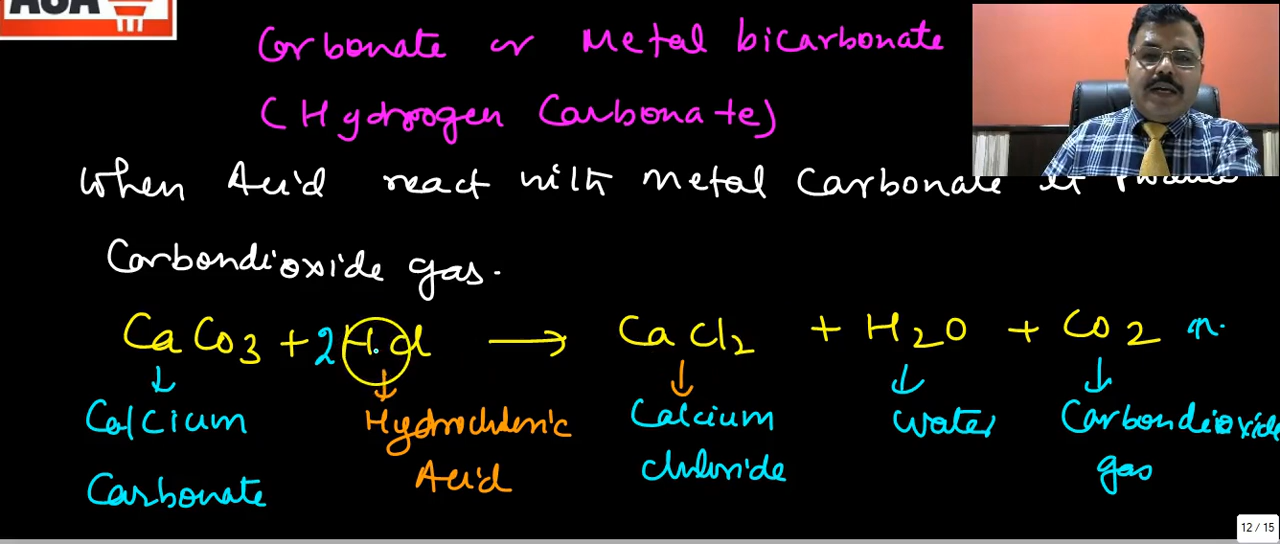 Carbonate or Metal bicarbonate
(Hydrogen Carbonate)
When Acid react with Metal Carbonate it
Carbondioxide gas.
CaCO3 + 2HCl → CaCl2 + H2O + CO2
Calcium Carbonate
Hydrochloric Acid
Calcium chloride
Water
Carbondioxide gas
12 / 15